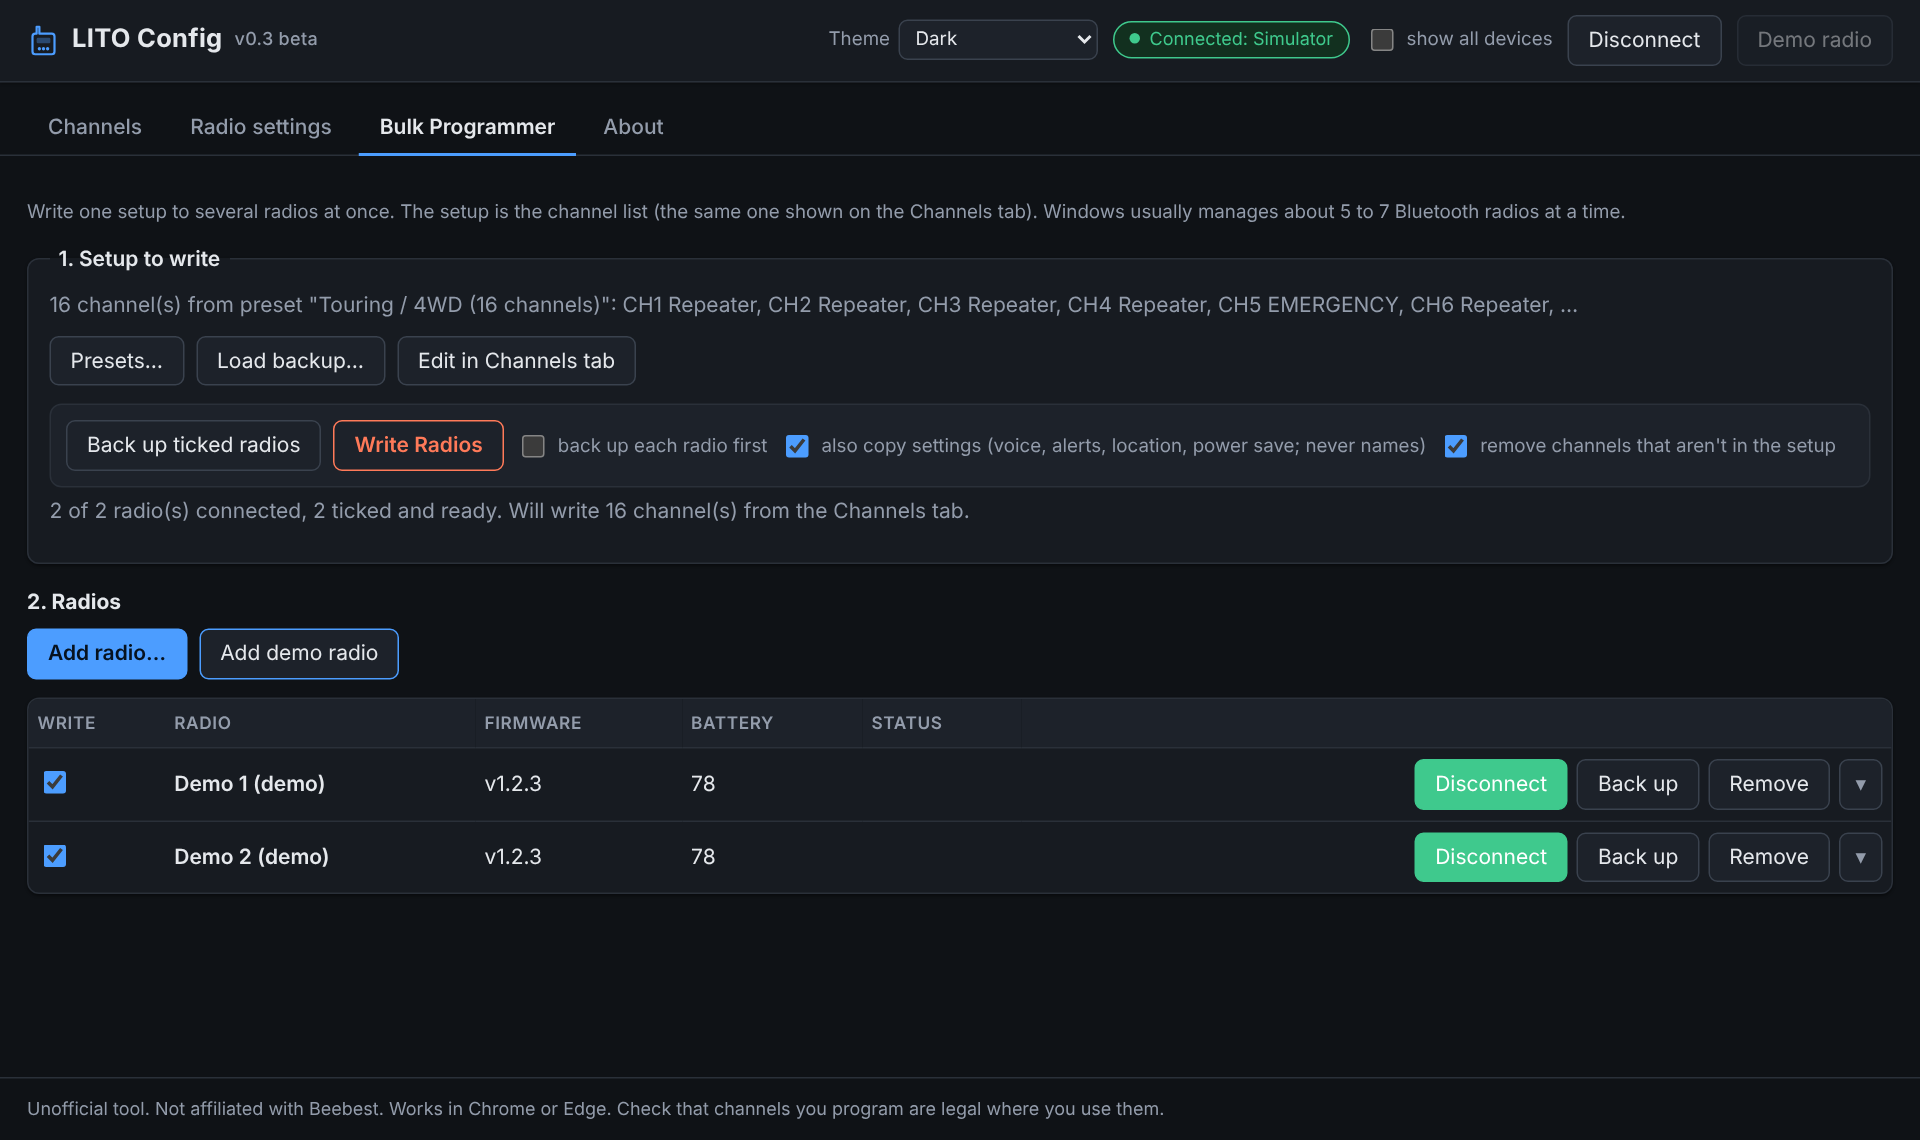 LITO Config v0.3 beta
Theme Dark Connected: Simulator show all devices Disconnect Demo radio
Channels Radio settings Bulk Programmer About
Write one setup to several radios at once. The setup is the channel list (the same one shown on the Channels tab). Windows usually manages about 5 to 7 Bluetooth radios at a time.
1. Setup to write
16 channel(s) from preset "Touring / 4WD (16 channels)": CH1 Repeater, CH2 Repeater, CH3 Repeater, CH4 Repeater, CH5 EMERGENCY, CH6 Repeater, ...
Presets... Load backup... Edit in Channels tab
Back up ticked radios Write Radios back up each radio first also copy settings (voice, alerts, location, power save; never names) remove channels that aren't in the setup
2 of 2 radio(s) connected, 2 ticked and ready. Will write 16 channel(s) from the Channels tab.
2. Radios
Add radio... Add demo radio
WRITE RADIO FIRMWARE BATTERY STATUS
Demo 1 (demo) v1.2.3 78 Disconnect Back up Remove ▾
Demo 2 (demo) v1.2.3 78 Disconnect Back up Remove ▾
Unofficial tool. Not affiliated with Beebest. Works in Chrome or Edge. Check that channels you program are legal where you use them.